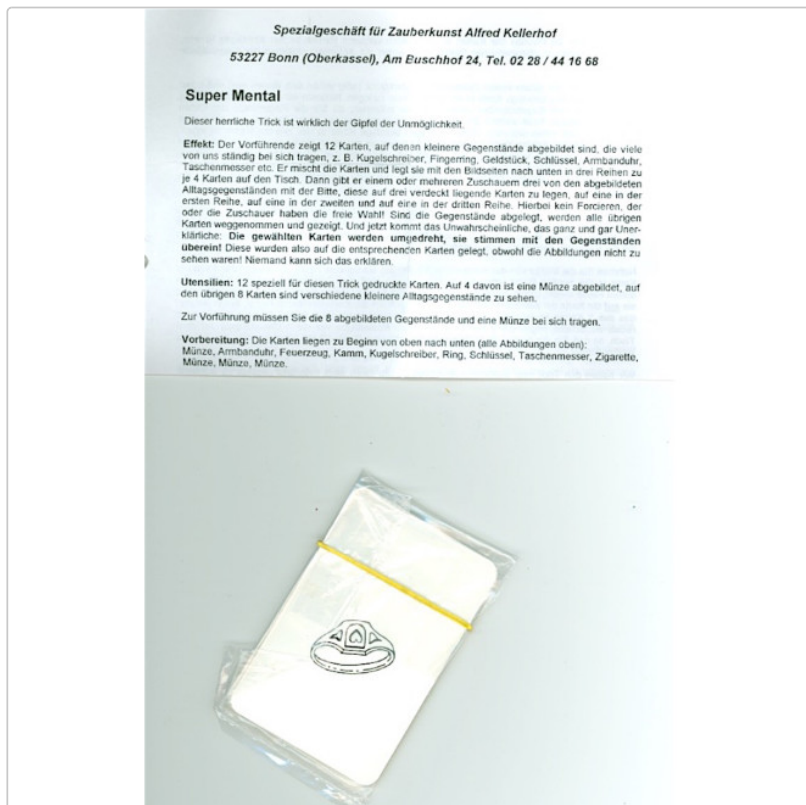 Spezialgeschäft für Zauberkunst Alfred Kellerhof
53227 Bonn (Oberkassel), Am Buschhof 24, Tel. 02 28 / 44 16 68
Super Mental
Dieser herrliche Trick ist wirklich der Gipfel der Unmöglichkeit.
Effekt: Der Vorführende zeigt 12 Karten, auf denen kleinere Gegenstände abgebildet sind, die viele
von uns ständig bei sich tragen, z. B. Kugelschreiber, Fingerring, Geldstück, Schlüssel, Armbanduhr,
Taschenmesser etc. Er mischt die Karten und legt sie mit den Bildseiten nach unten in drei Reihen zu
je 4 Karten auf den Tisch. Dann gibt er einem oder mehreren Zuschauern drei von den abgebildeten
Alltagsgegenständen mit der Bitte, diese auf drei verdeckt liegende Karten zu legen, auf eine in der
ersten Reihe, auf eine in der zweiten und auf eine in der dritten Reihe. Hierbei kein Forcieren, der
oder die Zuschauer haben die freie Wahl! Sind die Gegenstände abgelegt, werden alle übrigen
Karten weggenommen und gezeigt. Und jetzt kommt das Unwahrscheinliche, das ganz und gar Uner-
klärliche: Die gewählten Karten werden umgedreht, sie stimmen mit den Gegenständen
überein! Diese wurden also auf die entsprechenden Karten gelegt, obwohl die Abbildungen nicht zu
sehen waren! Niemand kann sich das erklären.
Utensilien: 12 speziell für diesen Trick gedruckte Karten. Auf 4 davon ist eine Münze abgebildet, auf
den übrigen 8 Karten sind verschiedene kleinere Alltagsgegenstände zu sehen.
Zur Vorführung müssen Sie die 8 abgebildeten Gegenstände und eine Münze bei sich tragen.
Vorbereitung: Die Karten liegen zu Beginn von oben nach unten (alle Abbildungen oben):
Münze, Armbanduhr, Feuerzeug, Kamm, Kugelschreiber, Ring, Schlüssel, Taschenmesser, Zigarette,
Münze, Münze, Münze.